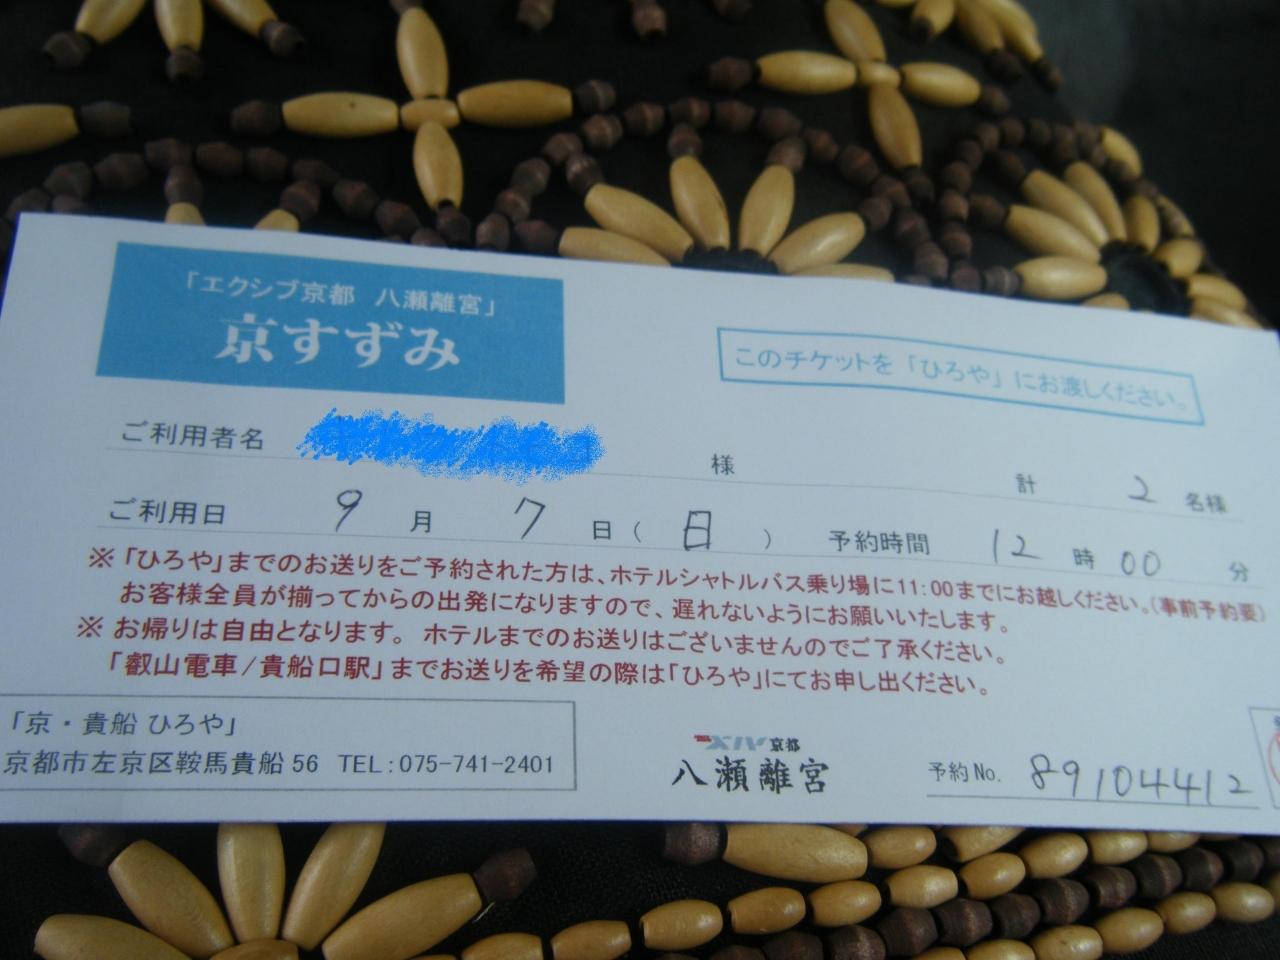 「エクシブ京都 八瀬離宮」
京すずみ
このチケットを「ひろや」にお渡しください。
ご利用者名 様 計 2 名様
ご利用日 9 月 7 日( 日 ) 予約時間 12 時 00 分
※「ひろや」までのお送りをご予約された方は、ホテルシャトルバス乗り場に11:00までにお越しください。(事前予約要)
お客様全員が揃ってからの出発になりますので、遅れないようにお願いいたします。
※ お帰りは自由となります。 ホテルまでのお送りはございませんのでご了承ください。
「叡山電車/貴船口駅」までお送りを希望の際は「ひろや」にてお申し出ください。
「京・貴船 ひろや」
京都市左京区鞍馬貴船56 TEL:075-741-2401
XIV 京都
八瀬離宮
予約No. 89104412